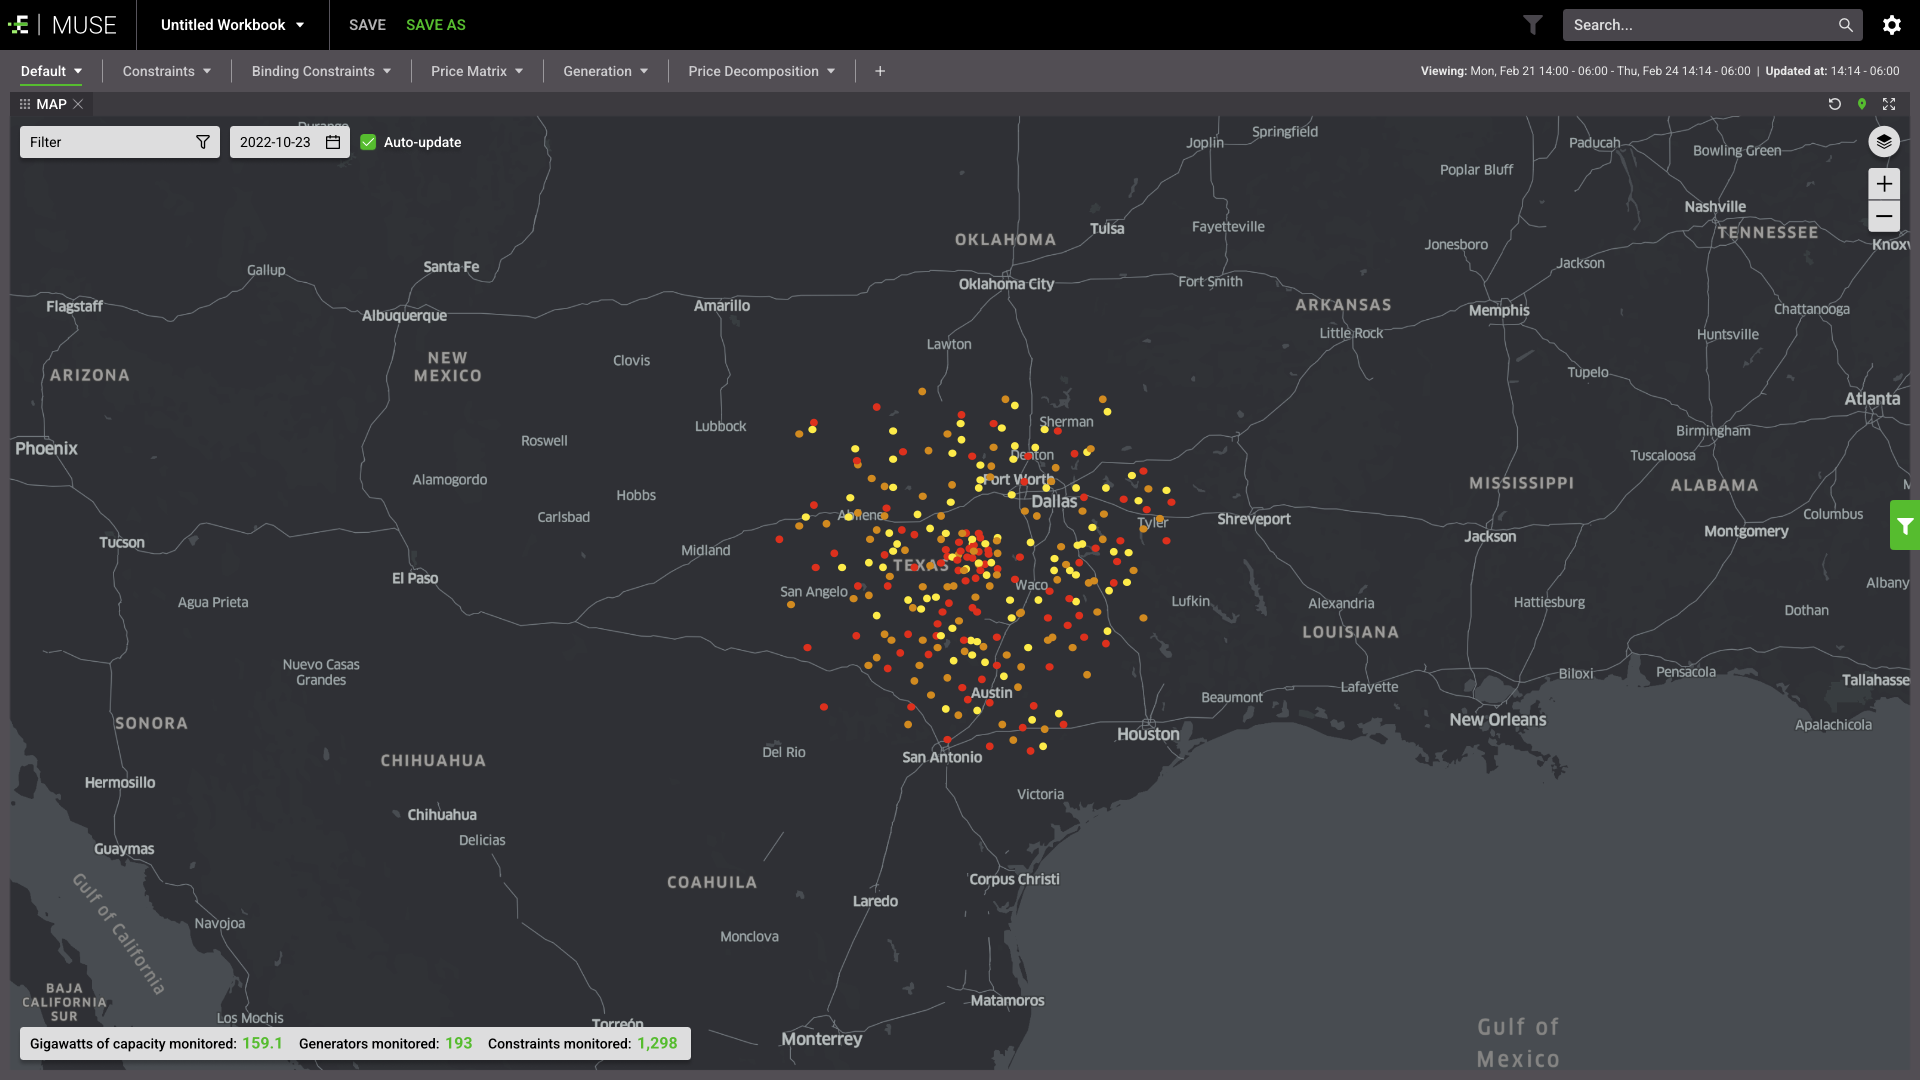 MUSE
Untitled Workbook
SAVE
SAVE AS
Search...
Default
Constraints
Binding Constraints
Price Matrix
Generation
Price Decomposition
+
Viewing: Mon, Feb 21 14:00 - 06:00 - Thu, Feb 24 14:14 - 06:00 | Updated at: 14:14 - 06:00
MAP
Filter
2022-10-23
Auto-update
Durango
Springfield
Joplin
Paducah
Bowling Green
Poplar Bluff
Nashville
Tulsa
Fayetteville
TENNESSEE
OKLAHOMA
Jonesboro
Knoxv
Santa Fe
Gallup
Jackson
Fort Smith
Oklahoma City
Flagstaff
Amarillo
ARKANSAS
Memphis
Chattanooga
Albuquerque
Little Rock
Huntsville
Lawton
NEW
MEXICO
Clovis
ARIZONA
Tupelo
Atlanta
Sherman
Lubbock
Birmingham
Roswell
Phoenix
Denton
Tuscaloosa
Alamogordo
Fort Worth
MISSISSIPPI
ALABAMA
M
Hobbs
Dallas
Abilene
Carlsbad
Tyler
Shreveport
Columbus
Montgomery
Jackson
Tucson
Midland
TEXAS
El Paso
Waco
Albany
San Angelo
Agua Prieta
Lufkin
Alexandria
Hattiesburg
Dothan
LOUISIANA
Nuevo Casas
Grandes
Biloxi
Pensacola
Tallahasse
Lafayette
Austin
Beaumont
SONORA
New Orleans
Apalachicola
Houston
Del Rio
San Antonio
CHIHUAHUA
Hermosillo
Victoria
Chihuahua
Delicias
Guaymas
Corpus Christi
COAHUILA
Laredo
Gulf of California
Navojoa
Monclova
BAJA
CALIFORNIA
SUR
Matamoros
Los Mochis
Torreón
Monterrey
Gulf of
Mexico
Gigawatts of capacity monitored: 159.1 Generators monitored: 193 Constraints monitored: 1,298